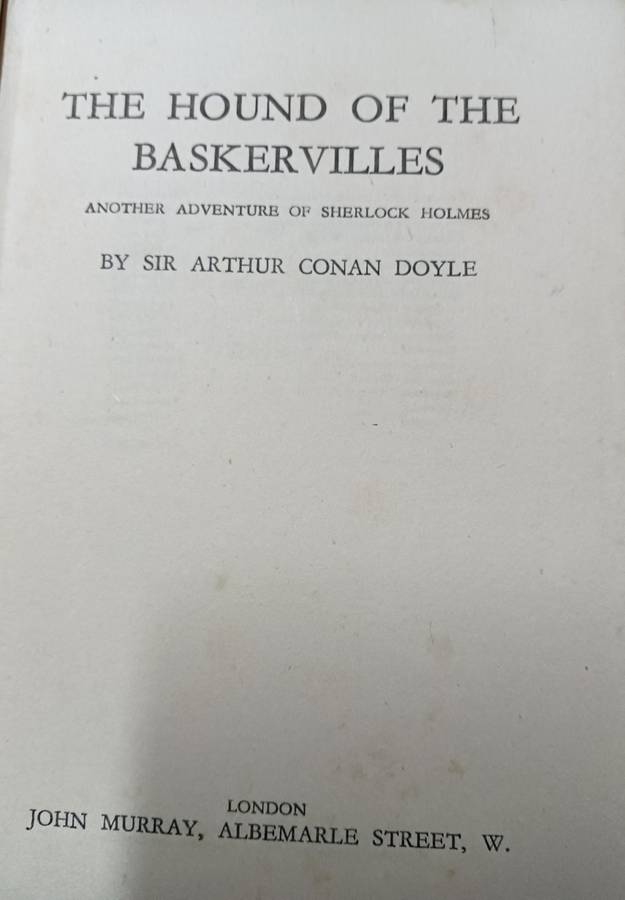 THE HOUND OF THE
BASKERVILLES
ANOTHER ADVENTURE OF SHERLOCK HOLMES
BY SIR ARTHUR CONAN DOYLE
LONDON
JOHN MURRAY, ALBEMARLE STREET, W.